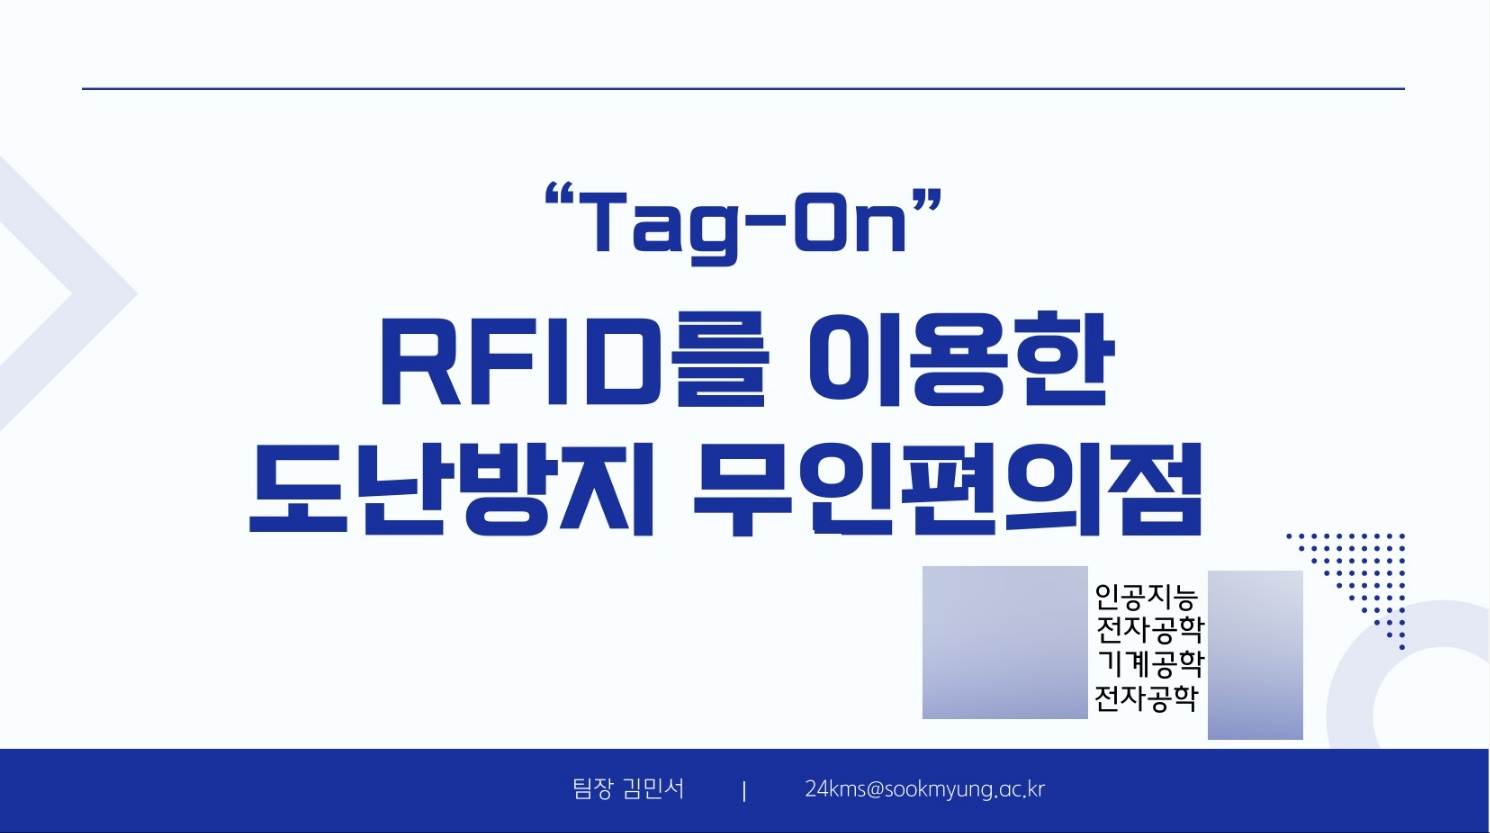 “Tag-On”
RFID를 이용한
도난방지 무인편의점
인공지능
전자공학
기계공학
전자공학
팀장 김민서 | 24kms@sookmyung.ac.kr